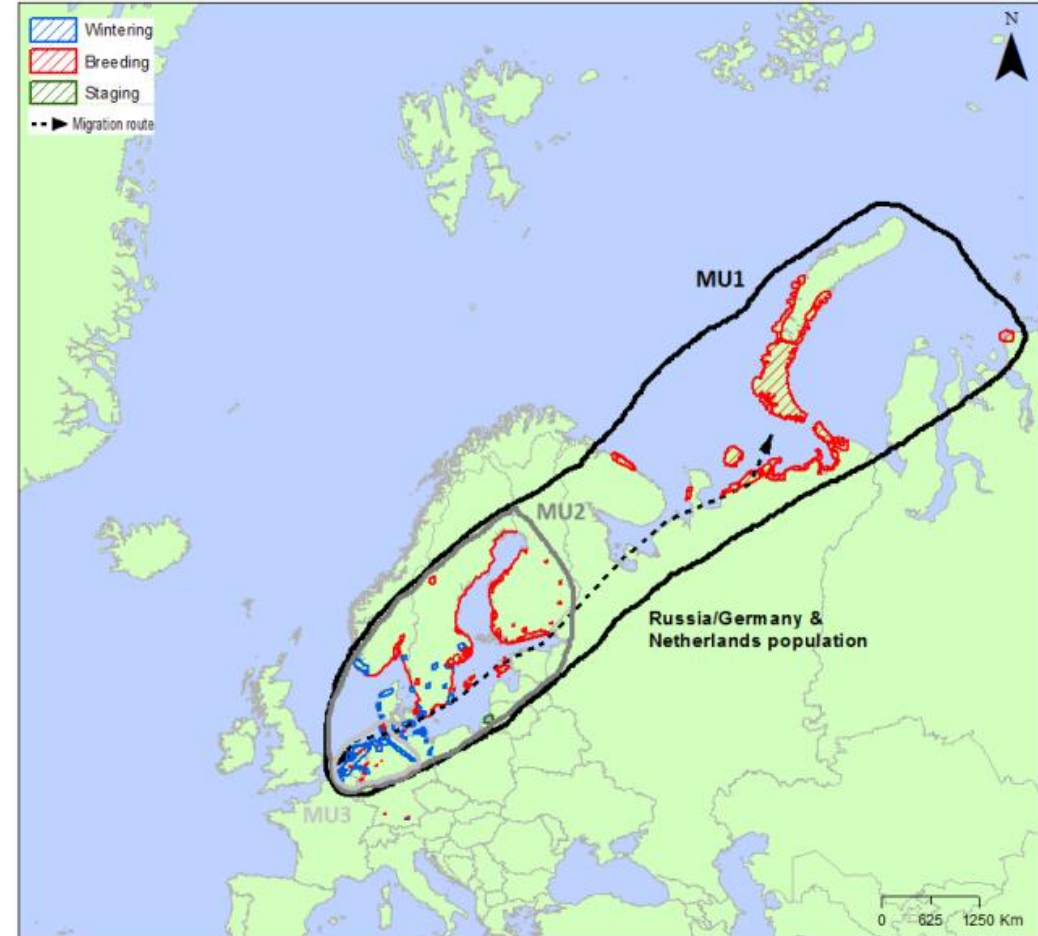 Wintering
Breeding
Staging
Migration route
N
MU1
MU2
Russia/Germany &
Netherlands population
MU3
0 625 1250 Km